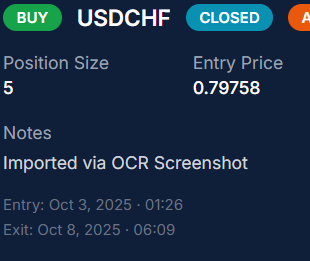 BUY USDCHF CLOSED A
Position Size Entry Price
5 0.79758
Notes
Imported via OCR Screenshot
Entry: Oct 3, 2025 · 01:26
Exit: Oct 8, 2025 · 06:09